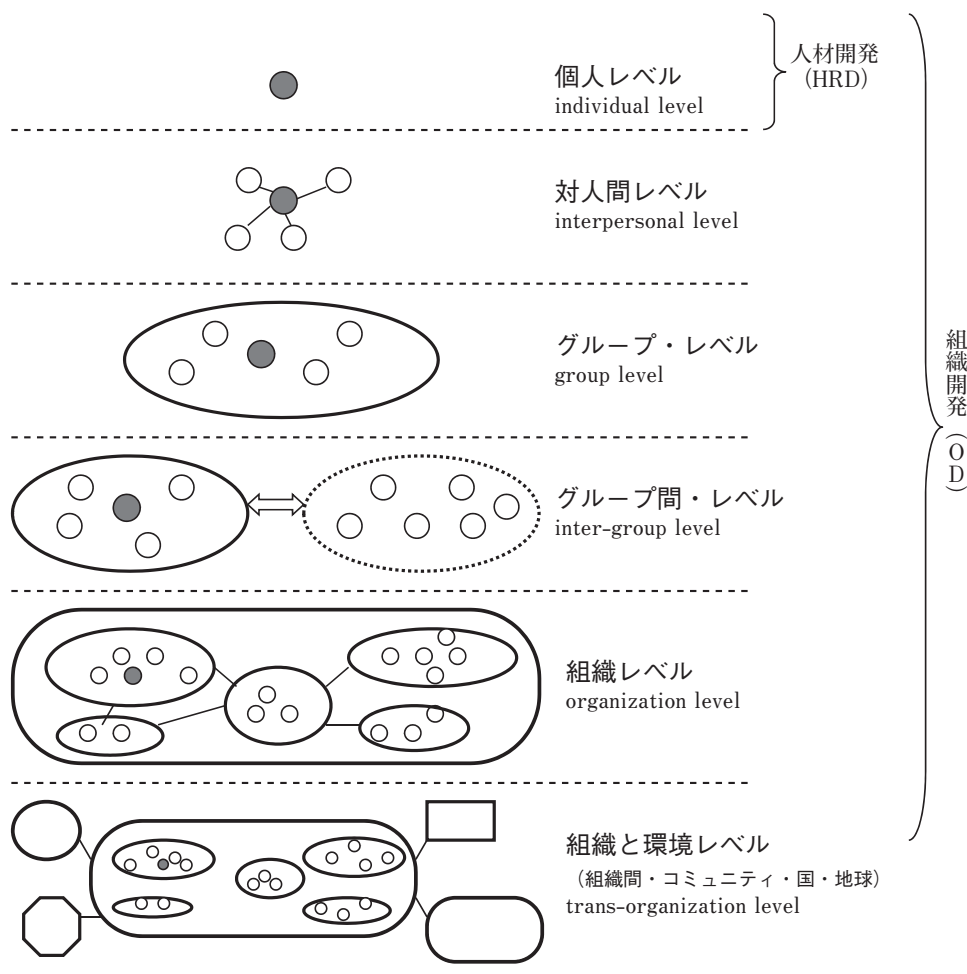 個人レベル
individual level
人材開発
(HRD)
対人間レベル
interpersonal level
グループ・レベル
group level
グループ間・レベル
inter-group level
組織レベル
organization level
組織と環境レベル
（組織間・コミュニティ・国・地球）
trans-organization level
組織開発（OD）